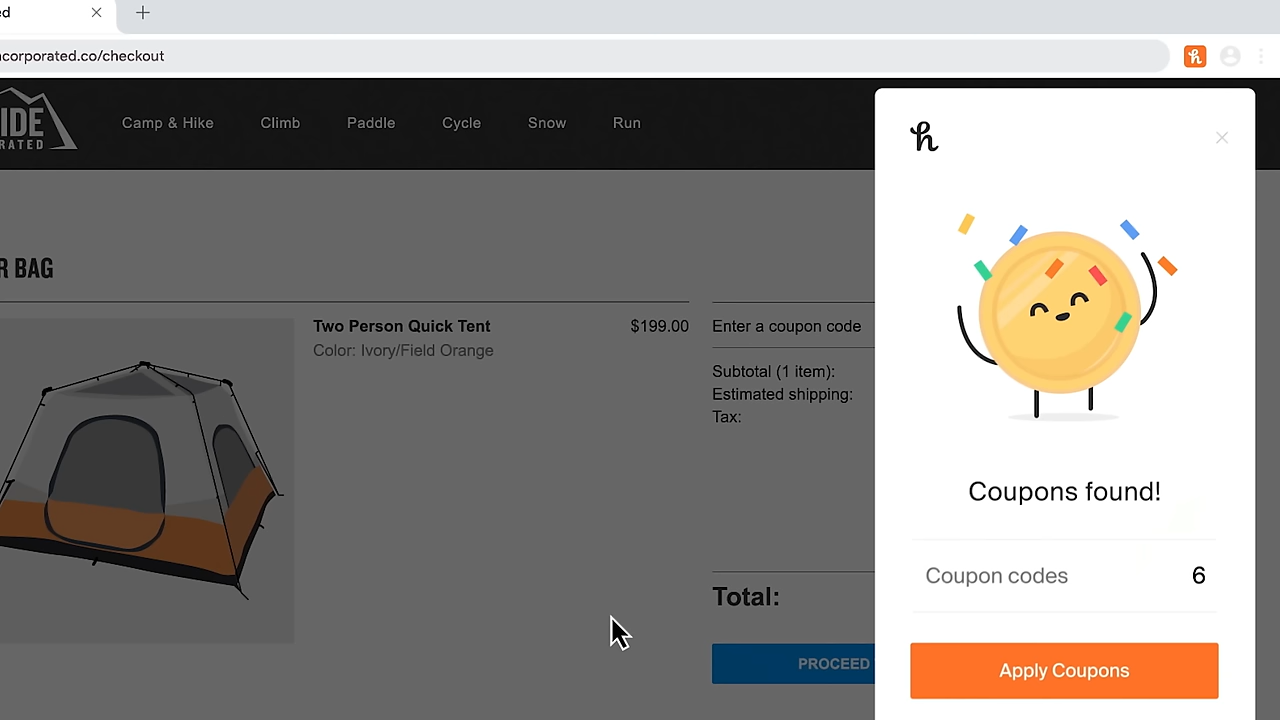 ed
ncorporated.co/checkout
IDE
RATED
Camp & Hike
Climb
Paddle
Cycle
Snow
Run
h
R BAG
Two Person Quick Tent
$199.00
Color: Ivory/Field Orange
Enter a coupon code
Subtotal (1 item):
Estimated shipping:
Tax:
Total:
PROCEED
Coupons found!
Coupon codes
6
Apply Coupons